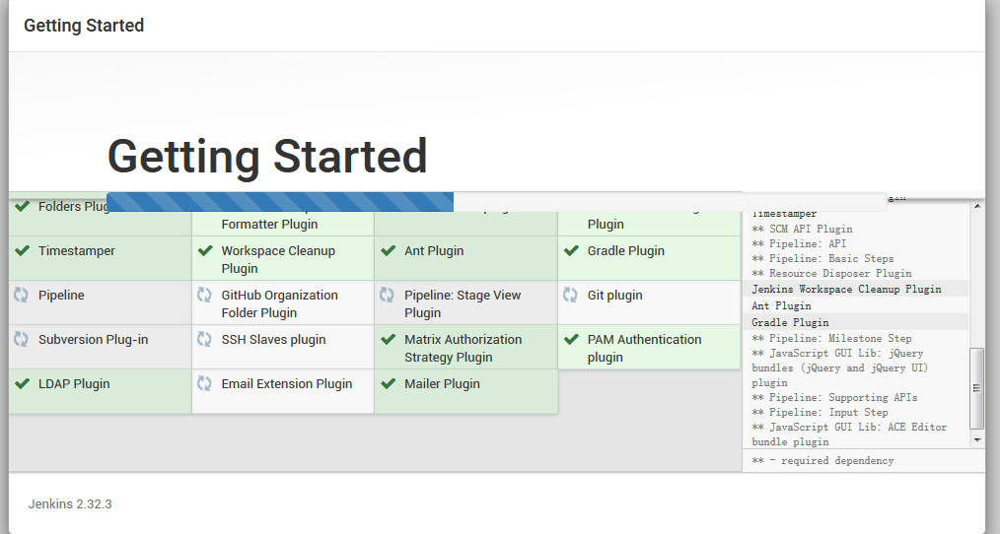 Getting Started
Getting Started
Folders Plug
Formatter Plugin
Plugin
Timestamper
Workspace Cleanup
Plugin
Ant Plugin
Gradle Plugin
Pipeline
GitHub Organization
Folder Plugin
Pipeline: Stage View
Plugin
Git plugin
Subversion Plug-in
SSH Slaves plugin
Matrix Authorization
Strategy Plugin
PAM Authentication
plugin
LDAP Plugin
Email Extension Plugin
Mailer Plugin
Timestamper
** SCM API Plugin
** Pipeline: API
** Pipeline: Basic Steps
** Resource Disposer Plugin
Jenkins Workspace Cleanup Plugin
Ant Plugin
Gradle Plugin
** Pipeline: Milestone Step
** JavaScript GUI Lib: jQuery
bundles (jQuery and jQuery UI)
plugin
** Pipeline: Supporting APIs
** Pipeline: Input Step
** JavaScript GUI Lib: ACE Editor
bundle plugin
** - required dependency
Jenkins 2.32.3